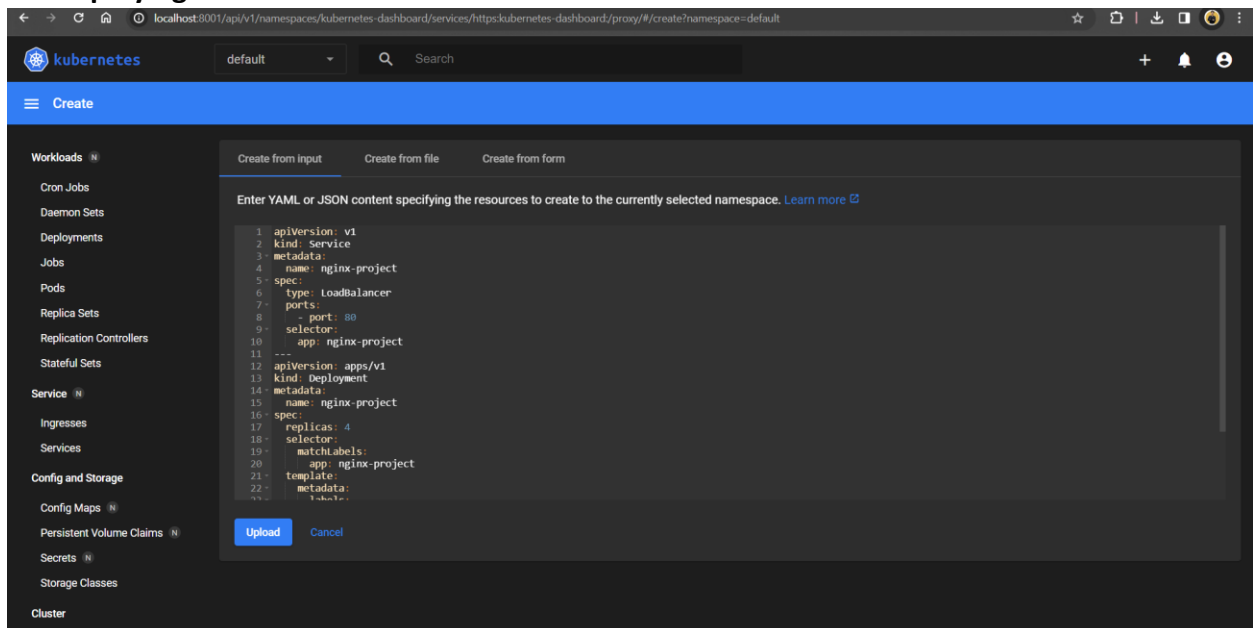 localhost:8001/api/v1/namespaces/kubernetes-dashboard/services/https:kubernetes-dashboard:/proxy/#/create?namespace=default
kubernetes
default
Search
Create
Workloads N
Cron Jobs
Daemon Sets
Deployments
Jobs
Pods
Replica Sets
Replication Controllers
Stateful Sets
Service N
Ingresses
Services
Config and Storage
Config Maps N
Persistent Volume Claims N
Secrets N
Storage Classes
Cluster
Create from input Create from file Create from form
Enter YAML or JSON content specifying the resources to create to the currently selected namespace. Learn more
1 apiVersion: v1
2 kind: Service
3 metadata:
4 name: nginx-project
5 spec:
6 type: LoadBalancer
7 ports:
8 - port: 80
9 selector:
10 app: nginx-project
11 ---
12 apiVersion: apps/v1
13 kind: Deployment
14 metadata:
15 name: nginx-project
16 spec:
17 replicas: 4
18 selector:
19 matchLabels:
20 app: nginx-project
21 template:
22 metadata:
Upload Cancel